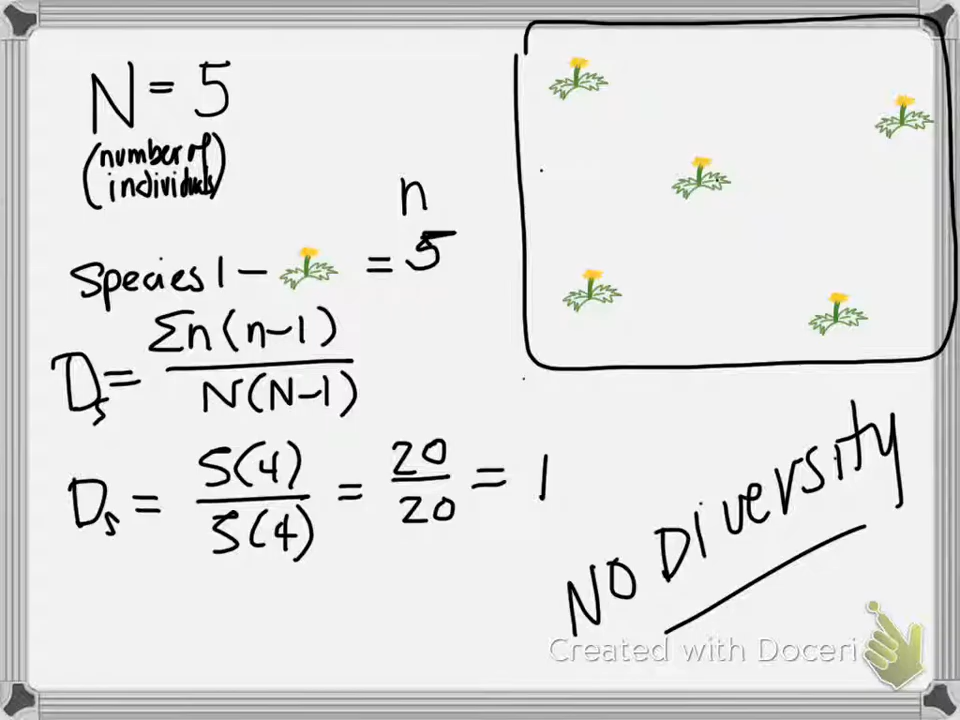 N = 5
(number of
individuals)
n
Species 1 – = 5
Ds = Σn(n-1)
N(N-1)
Ds = 5(4) = 20 = 1
5(4) 20
NO DIVERSITY
Created with Doceri